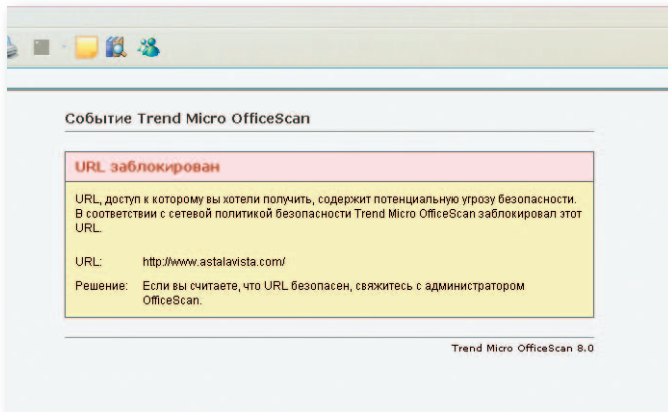 Событие Trend Micro OfficeScan
URL заблокирован
URL, доступ к которому вы хотели получить, содержит потенциальную угрозу безопасности.
В соответствии с сетевой политикой безопасности Trend Micro OfficeScan заблокировал этот
URL.
URL: http://www.astalavista.com/
Решение: Если вы считаете, что URL безопасен, свяжитесь с администратором
OfficeScan.
Trend Micro OfficeScan 8.0